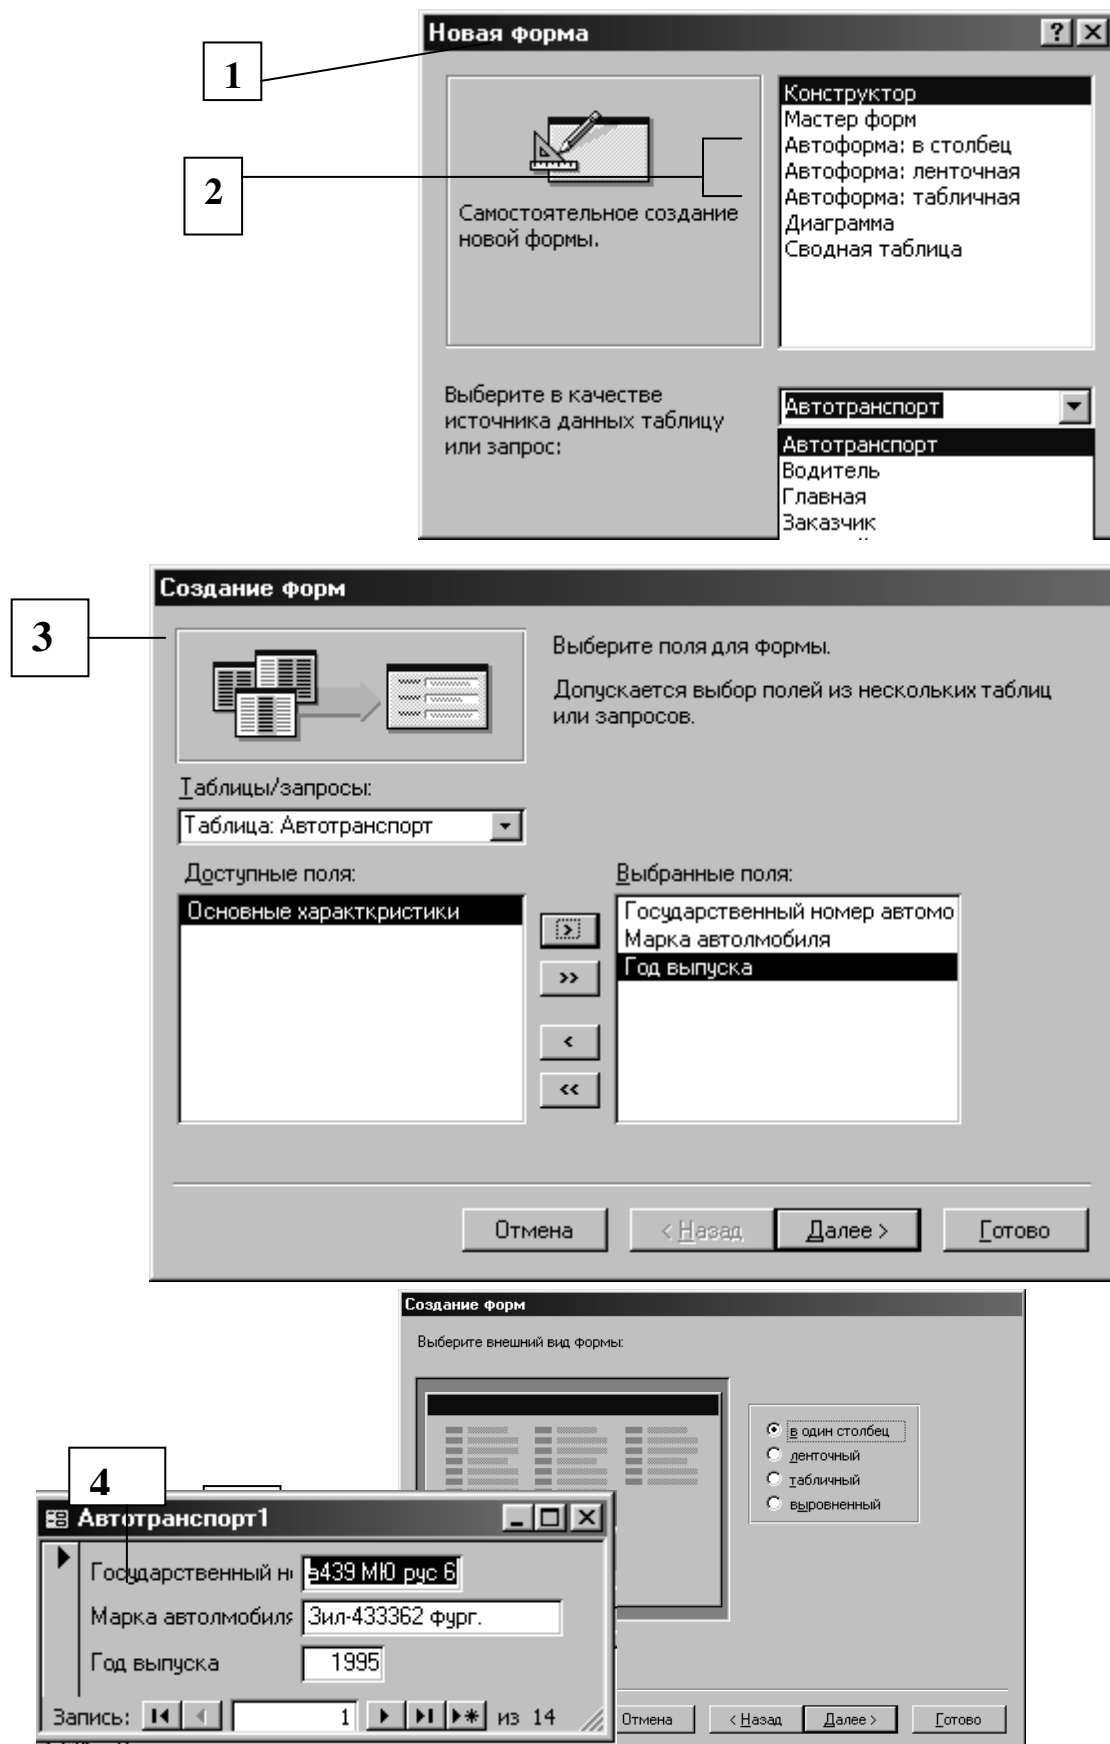 Новая форма
1
Конструктор
Мастер форм
Автоформа: в столбец
Автоформа: ленточная
Автоформа: табличная
Диаграмма
Сводная таблица
2
Самостоятельное создание
новой формы.
Выберите в качестве
источника данных таблицу
или запрос:
Автотранспорт
Автотранспорт
Водитель
Главная
Заказчик
Создание форм
3
Выберите поля для формы.
Допускается выбор полей из нескольких таблиц
или запросов.
Таблицы/запросы:
Таблица: Автотранспорт
Доступные поля:
Выбранные поля:
Основные характкристики
Государственный номер автомо
Марка автолмобиля
Год выпуска
>
>>
<
<<
Отмена
< Назад
Далее >
Готово
Создание форм
Выберите внешний вид формы:
в один столбец
ленточный
табличный
выровненный
4
Автотранспорт1
Государственный но а439 МЮ рус 6
Марка автолмобиля Зил-433362 Фург.
Год выпуска 1995
Запись: 1 из 14
Отмена
< Назад
Далее >
Готово